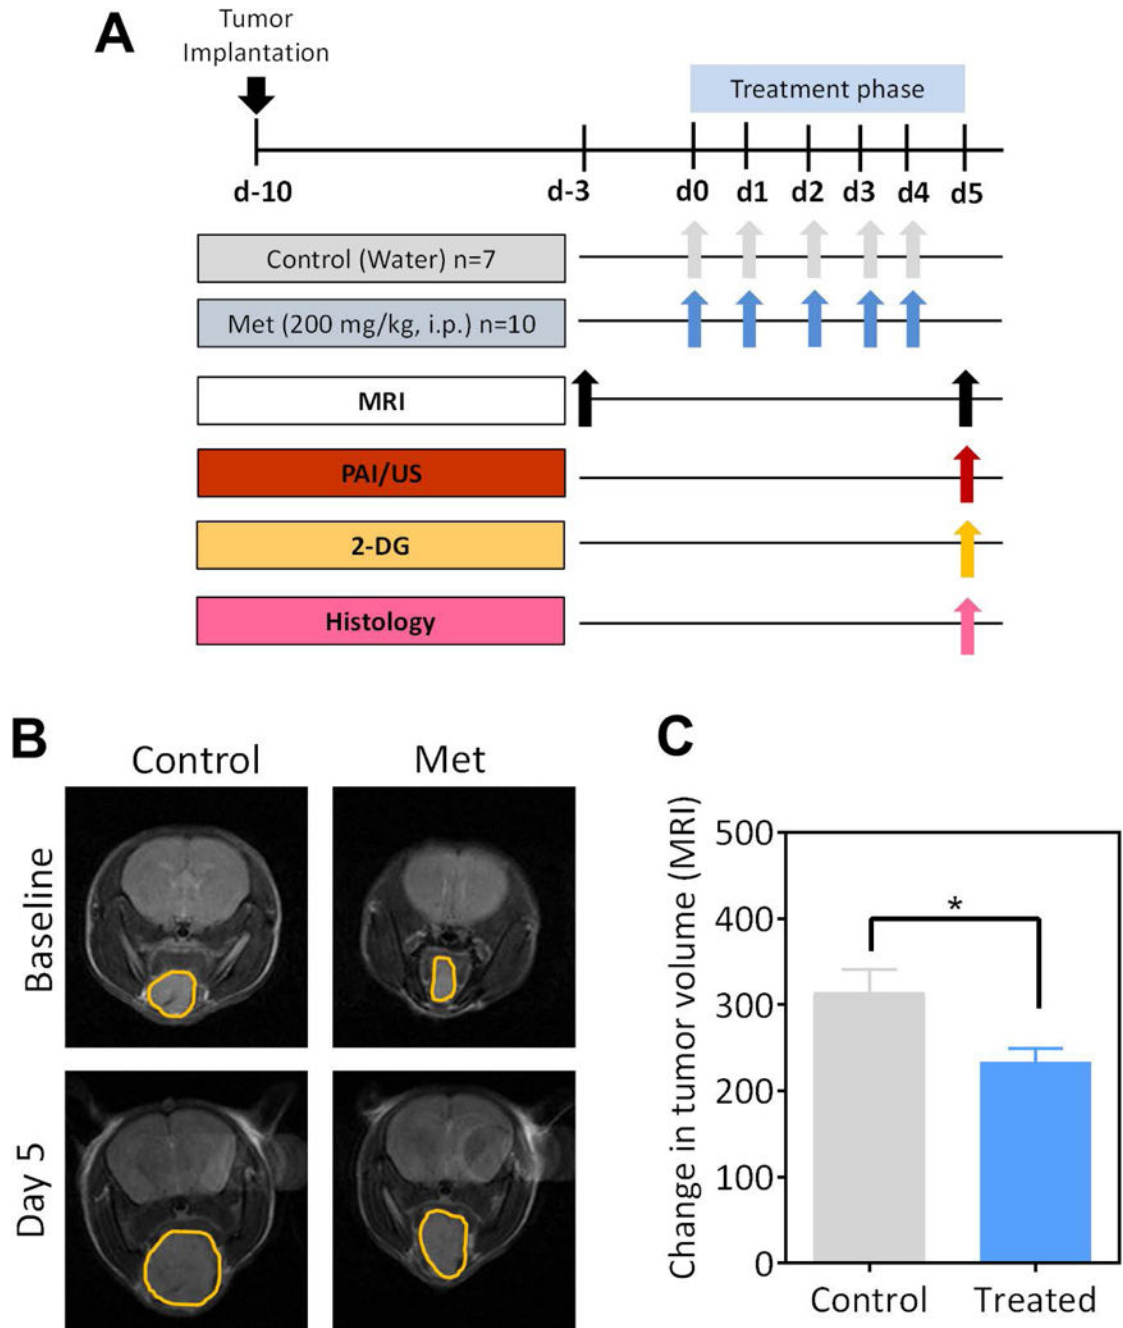 A
Tumor
Implantation
Treatment phase
d-10 d-3 d0 d1 d2 d3 d4 d5
Control (Water) n=7
Met (200 mg/kg, i.p.) n=10
MRI
PAI/US
2-DG
Histology
B
Control Met
Baseline
Day 5
C
Change in tumor volume (MRI)
500
400
300
200
100
0
*
Control Treated